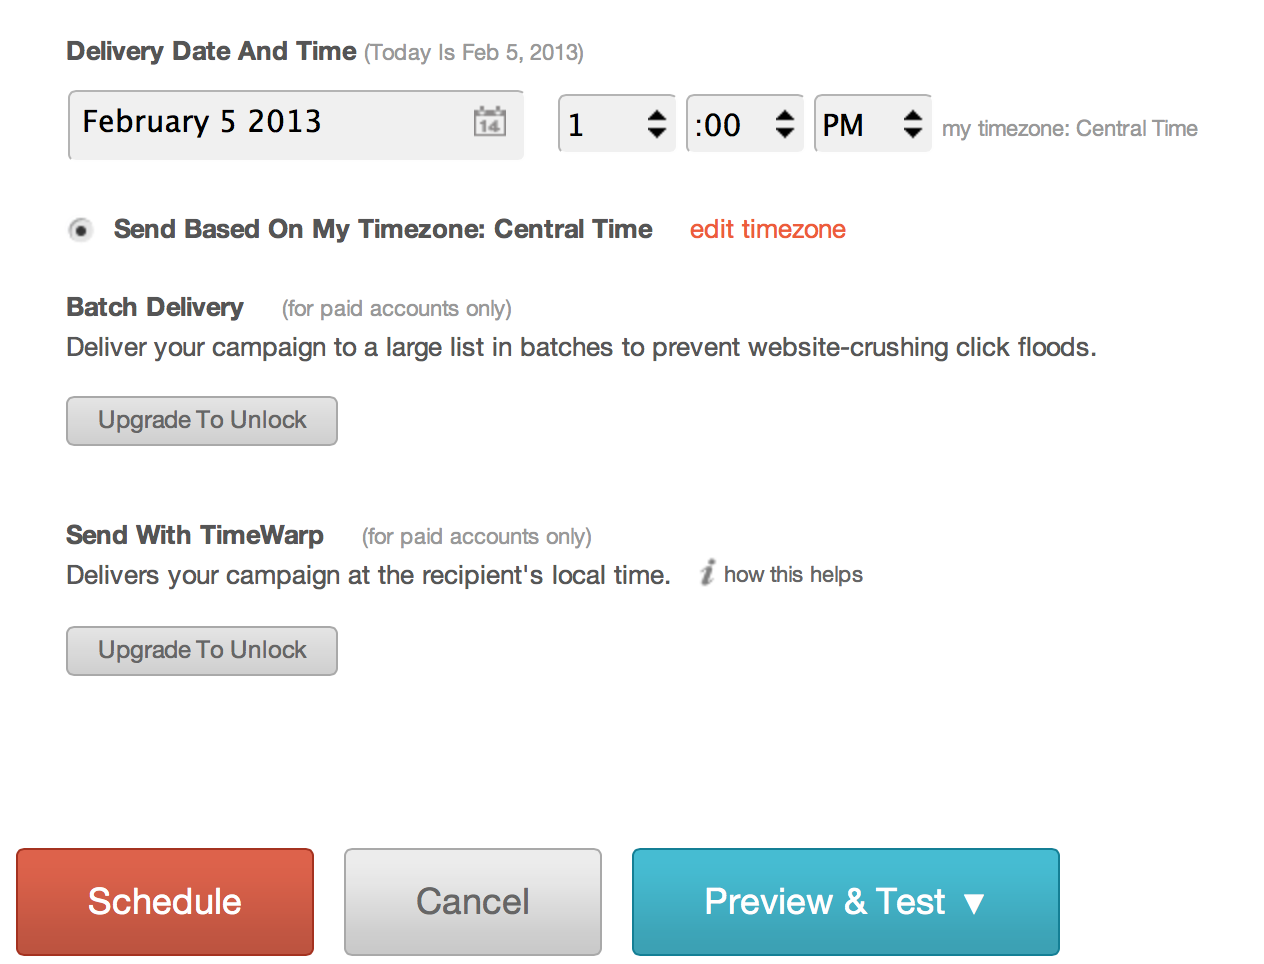 Delivery Date And Time (Today Is Feb 5, 2013)
February 5 2013 14 1 :00 PM my timezone: Central Time
Send Based On My Timezone: Central Time edit timezone
Batch Delivery (for paid accounts only)
Deliver your campaign to a large list in batches to prevent website-crushing click floods.
Upgrade To Unlock
Send With TimeWarp (for paid accounts only)
Delivers your campaign at the recipient's local time. i how this helps
Upgrade To Unlock
Schedule Cancel Preview & Test ▼